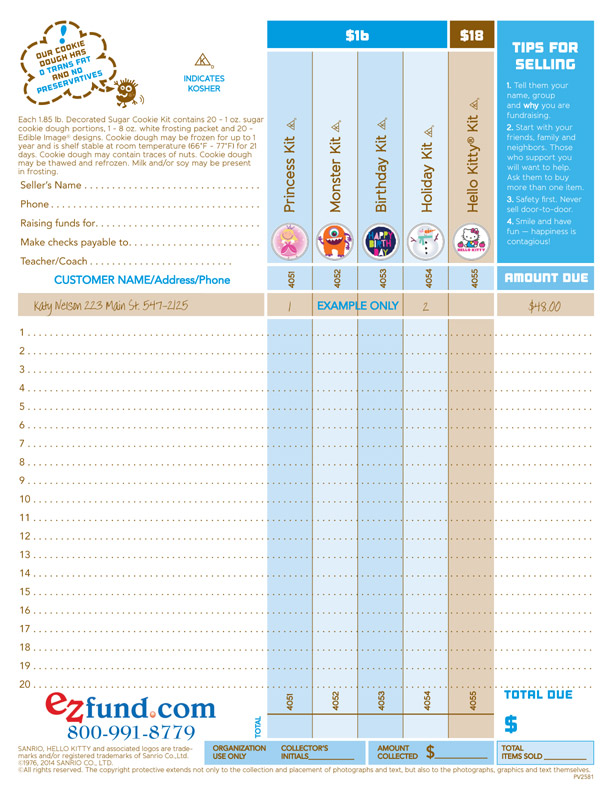 OUR COOKIE
DOUGH HAS
0 TRANS FAT
AND NO
PRESERVATIVES
K
D
INDICATES
KOSHER
Each 1.85 lb. Decorated Sugar Cookie Kit contains 20 - 1 oz. sugar
cookie dough portions, 1 - 8 oz. white frosting packet and 20 -
Edible Image® designs. Cookie dough may be frozen for up to 1
year and is shelf stable at room temperature (66°F - 77°F) for 21
days. Cookie dough may contain traces of nuts. Cookie dough
may be thawed and refrozen. Milk and/or soy may be present
in frosting.
Seller's Name
Phone
Raising funds for
Make checks payable to
Teacher/Coach
CUSTOMER NAME/Address/Phone
$16
$18
Princess Kit
Monster Kit
Birthday Kit
Holiday Kit
Hello Kitty® Kit
HAPPY
BIRTH
DAY
HELLO KITTY
4051
4052
4053
4054
4055
TIPS FOR
SELLING
1. Tell them your
name, group
and why you are
fundraising.
2. Start with your
friends, family and
neighbors. Those
who support you
will want to help.
Ask them to buy
more than one item.
3. Safety first. Never
sell door-to-door.
4. Smile and have
fun — happiness is
contagious!
AMOUNT DUE
Katy Nelson 223 Main St. 547-2125 1 EXAMPLE ONLY 2 $48.00
1
2
3
4
5
6
7
8
9
10
11
12
13
14
15
16
17
18
19
20
ezfund.com
800-991-8779
TOTAL
4051
4052
4053
4054
4055
TOTAL DUE
$
SANRIO, HELLO KITTY and associated logos are trade-
marks and/or registered trademarks of Sanrio Co.,Ltd.
©1976, 2014 SANRIO CO., LTD.
ORGANIZATION
USE ONLY
COLLECTOR'S
INITIALS
AMOUNT
COLLECTED $
TOTAL
ITEMS SOLD
©All rights reserved. The copyright protective extends not only to the collection and placement of photographs and text, but also to the photographs, graphics and text themselves.
PV2581